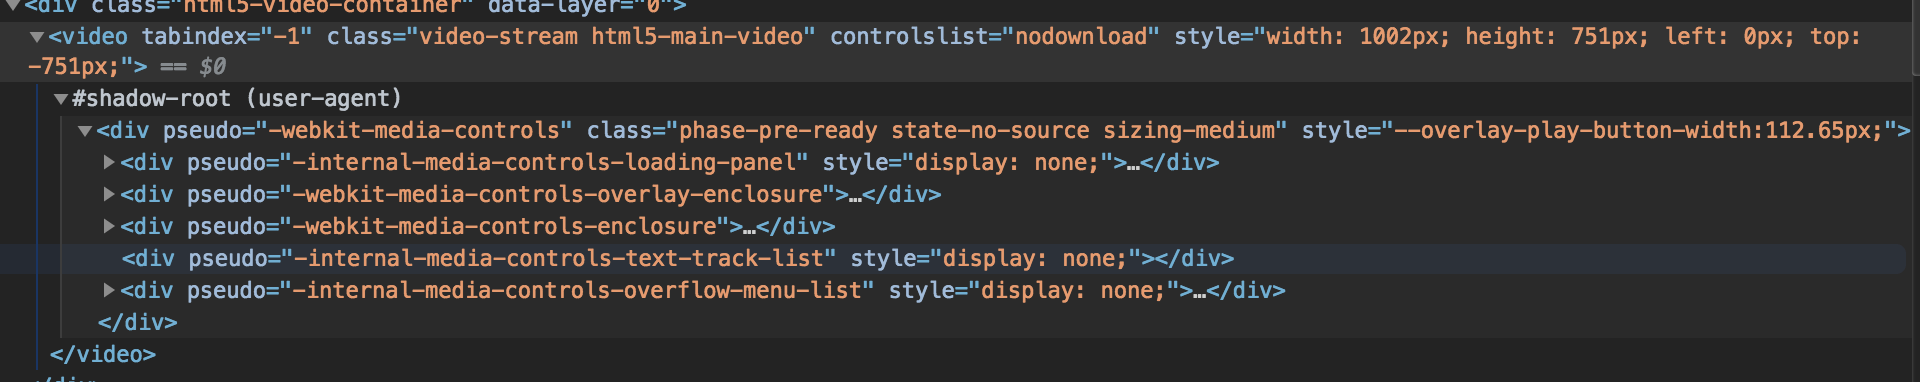 <div class="html5-video-container" data-layer="0">
<video tabindex="-1" class="video-stream html5-main-video" controlslist="nodownload" style="width: 1002px; height: 751px; left: 0px; top:
-751px;"> == $0
#shadow-root (user-agent)
<div pseudo="-webkit-media-controls" class="phase-pre-ready state-no-source sizing-medium" style="--overlay-play-button-width:112.65px;">
<div pseudo="-internal-media-controls-loading-panel" style="display: none;">…</div>
<div pseudo="-webkit-media-controls-overlay-enclosure">…</div>
<div pseudo="-webkit-media-controls-enclosure">…</div>
<div pseudo="-internal-media-controls-text-track-list" style="display: none;"></div>
<div pseudo="-internal-media-controls-overflow-menu-list" style="display: none;">…</div>
</div>
</video>
</div>